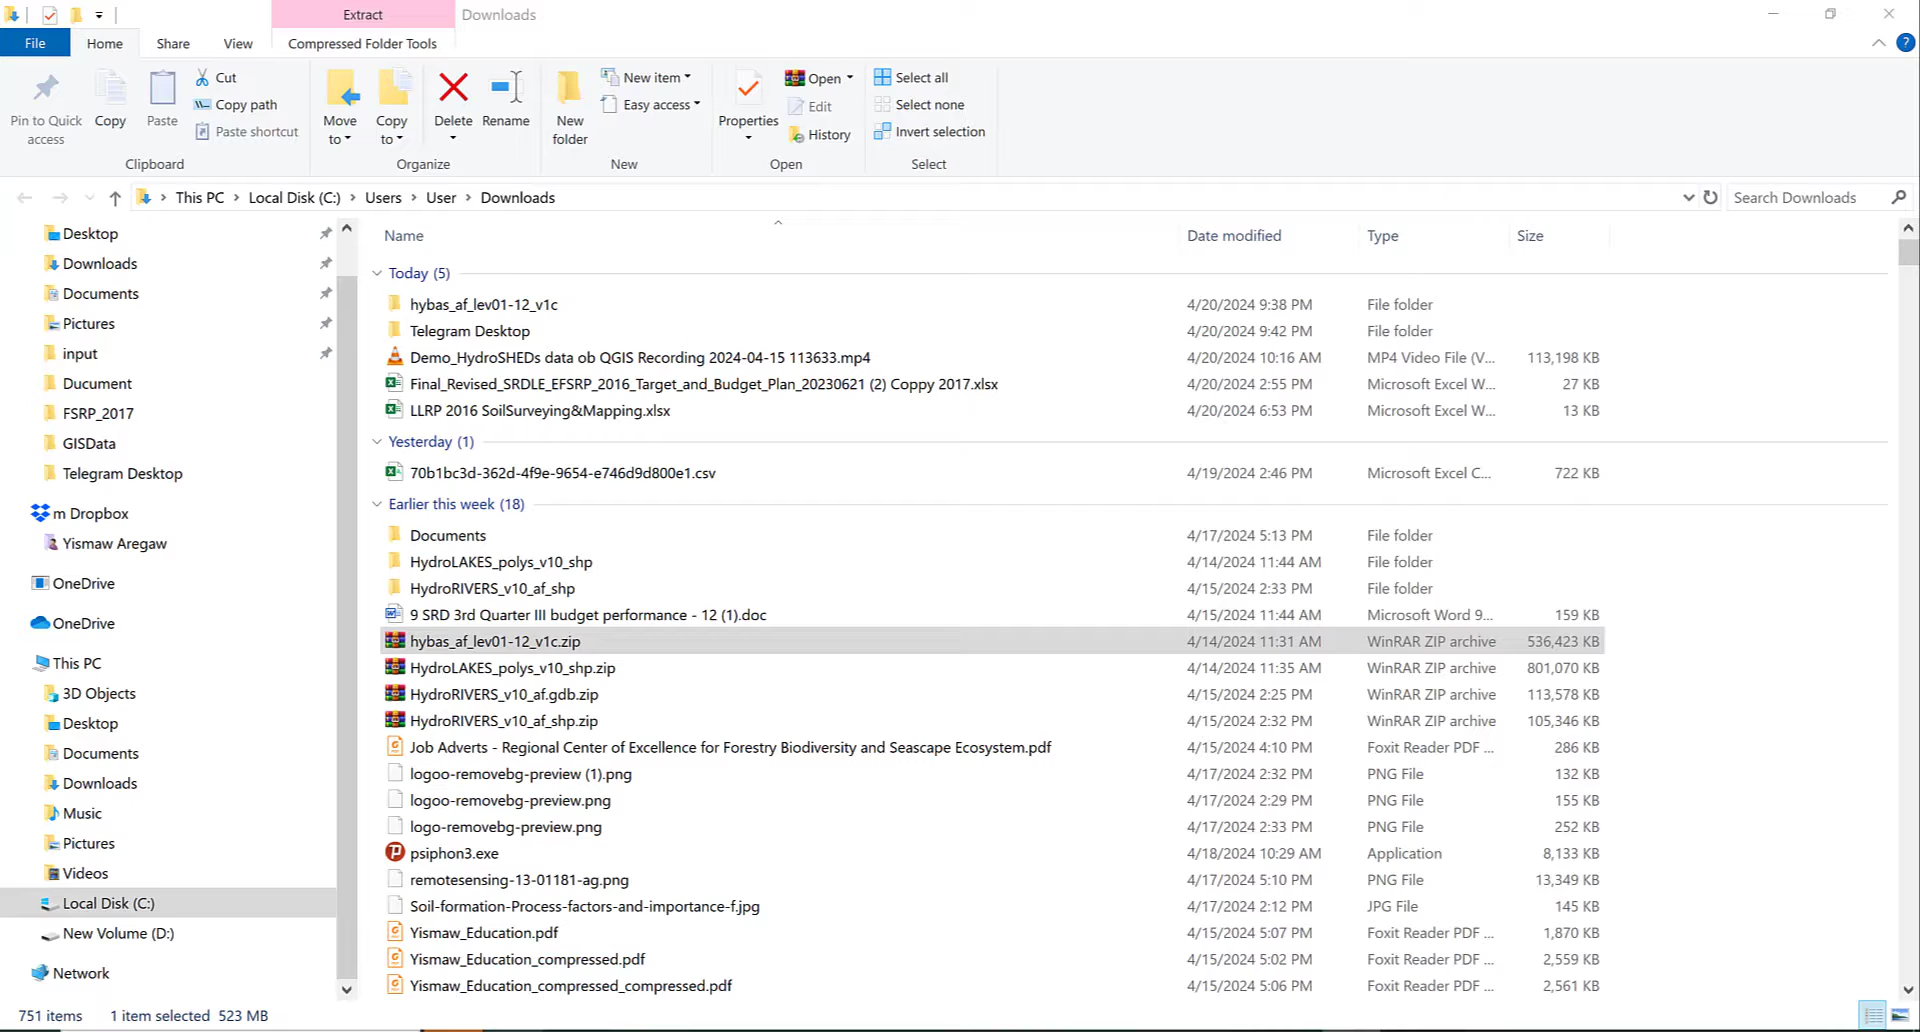 Extract
Downloads
File
Home
Share
View
Compressed Folder Tools
Pin to Quick access
Copy
Paste
Cut
Copy path
Paste shortcut
Clipboard
Move to
Copy to
Delete
Rename
Organize
New folder
New item
Easy access
New
Properties
Open
Edit
History
Open
Select all
Select none
Invert selection
Select
This PC > Local Disk (C:) > Users > User > Downloads
Search Downloads
Desktop
Downloads
Documents
Pictures
input
Ducument
FSRP_2017
GISData
Telegram Desktop
m Dropbox
Yismaw Aregaw
OneDrive
OneDrive
This PC
3D Objects
Desktop
Documents
Downloads
Music
Pictures
Videos
Local Disk (C:)
New Volume (D:)
Network
Name Date modified Type Size
Today (5)
hybas_af_lev01-12_v1c 4/20/2024 9:38 PM File folder
Telegram Desktop 4/20/2024 9:42 PM File folder
Demo_HydroSHEDs data ob QGIS Recording 2024-04-15 113633.mp4 4/20/2024 10:16 AM MP4 Video File (V... 113,198 KB
Final_Revised_SRDLE_EFSRP_2016_Target_and_Budget_Plan_20230621 (2) Coppy 2017.xlsx 4/20/2024 2:55 PM Microsoft Excel W... 27 KB
LLRP 2016 SoilSurveying&Mapping.xlsx 4/20/2024 6:53 PM Microsoft Excel W... 13 KB
Yesterday (1)
70b1bc3d-362d-4f9e-9654-e746d9d800e1.csv 4/19/2024 2:46 PM Microsoft Excel C... 722 KB
Earlier this week (18)
Documents 4/17/2024 5:13 PM File folder
HydroLAKES_polys_v10_shp 4/14/2024 11:44 AM File folder
HydroRIVERS_v10_af_shp 4/15/2024 2:33 PM File folder
9 SRD 3rd Quarter III budget performance - 12 (1).doc 4/15/2024 11:44 AM Microsoft Word 9... 159 KB
hybas_af_lev01-12_v1c.zip 4/14/2024 11:31 AM WinRAR ZIP archive 536,423 KB
HydroLAKES_polys_v10_shp.zip 4/14/2024 11:35 AM WinRAR ZIP archive 801,070 KB
HydroRIVERS_v10_af.gdb.zip 4/15/2024 2:25 PM WinRAR ZIP archive 113,578 KB
HydroRIVERS_v10_af_shp.zip 4/15/2024 2:32 PM WinRAR ZIP archive 105,346 KB
Job Adverts - Regional Center of Excellence for Forestry Biodiversity and Seascape Ecosystem.pdf 4/15/2024 4:10 PM Foxit Reader PDF ... 286 KB
logoo-removebg-preview (1).png 4/17/2024 2:32 PM PNG File 132 KB
logoo-removebg-preview.png 4/17/2024 2:29 PM PNG File 155 KB
logo-removebg-preview.png 4/17/2024 2:33 PM PNG File 252 KB
psiphon3.exe 4/18/2024 10:29 AM Application 8,133 KB
remotesensing-13-01181-ag.png 4/17/2024 5:10 PM PNG File 13,349 KB
Soil-formation-Process-factors-and-importance-f.jpg 4/17/2024 2:12 PM JPG File 145 KB
Yismaw_Education.pdf 4/15/2024 5:07 PM Foxit Reader PDF ... 1,870 KB
Yismaw_Education_compressed.pdf 4/15/2024 5:02 PM Foxit Reader PDF ... 2,559 KB
Yismaw_Education_compressed_compressed.pdf 4/15/2024 5:06 PM Foxit Reader PDF ... 2,561 KB
751 items 1 item selected 523 MB